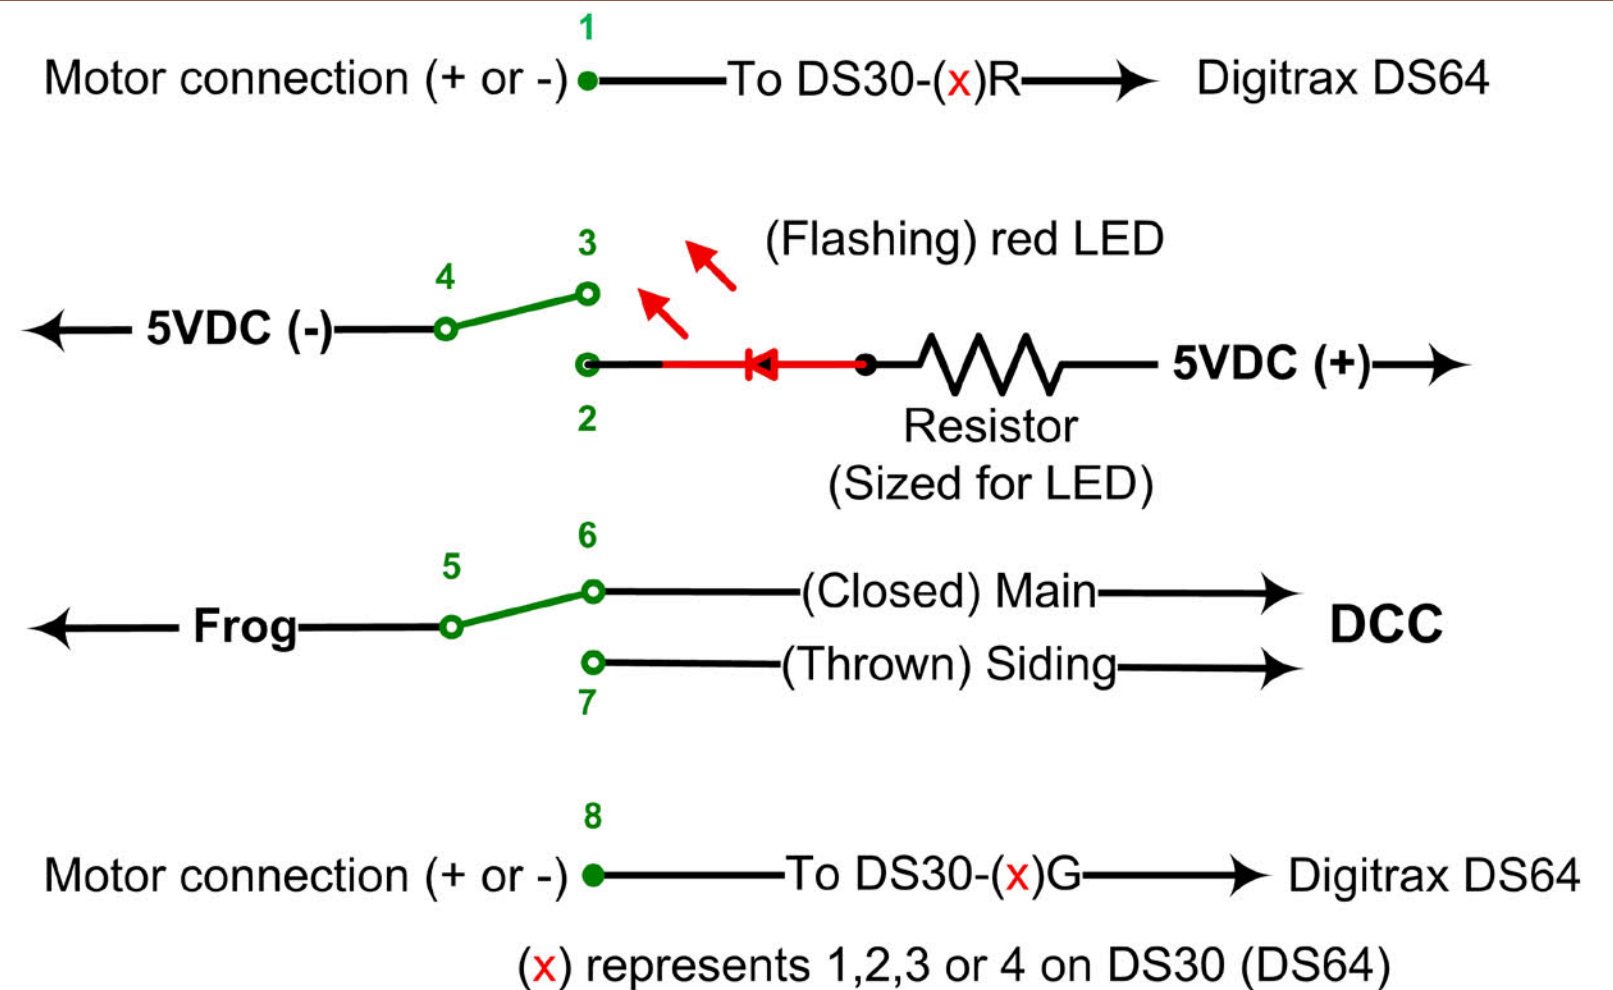 1
Motor connection (+ or -) To DS30-(x)R Digitrax DS64
(Flashing) red LED
3
4
5VDC (-)
5VDC (+)
2
Resistor
(Sized for LED)
6
5
(Closed) Main
Frog
DCC
(Thrown) Siding
7
8
Motor connection (+ or -) To DS30-(x)G Digitrax DS64
(x) represents 1,2,3 or 4 on DS30 (DS64)